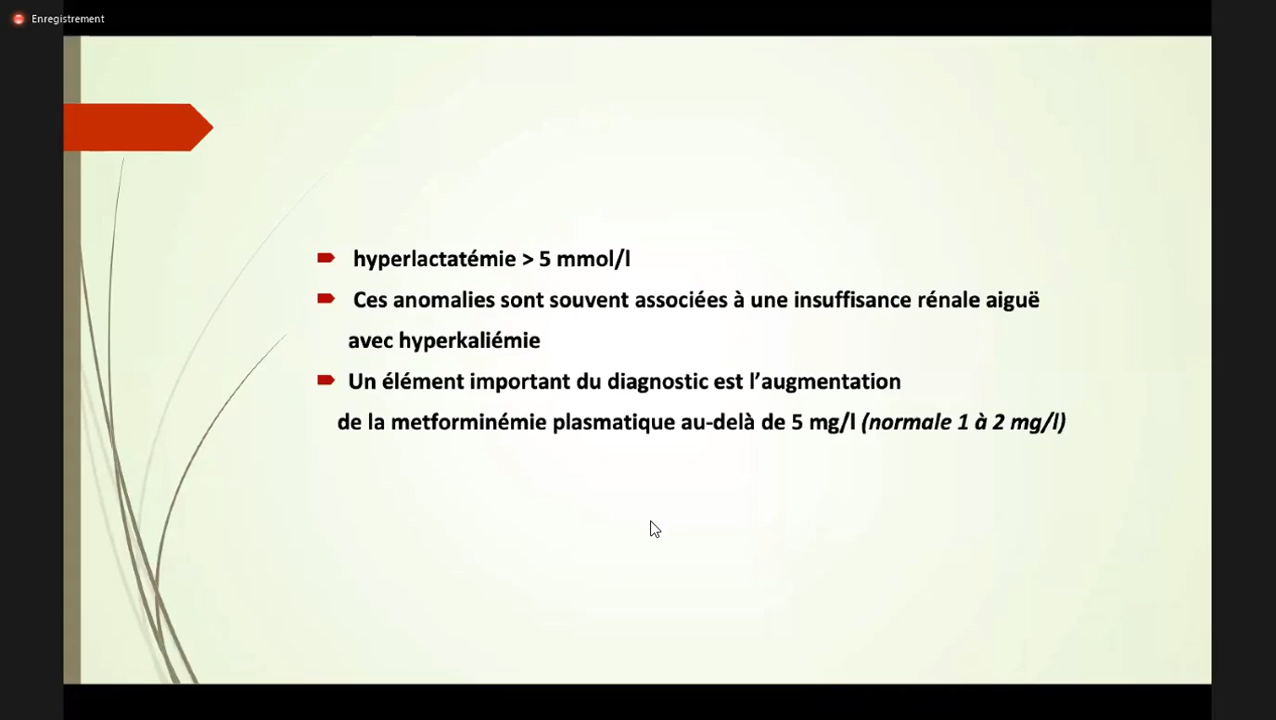 Enregistrement
hyperlactatémie > 5 mmol/l
Ces anomalies sont souvent associées à une insuffisance rénale aiguë
avec hyperkaliémie
Un élément important du diagnostic est l’augmentation
de la metforminémie plasmatique au-delà de 5 mg/l (normale 1 à 2 mg/l)